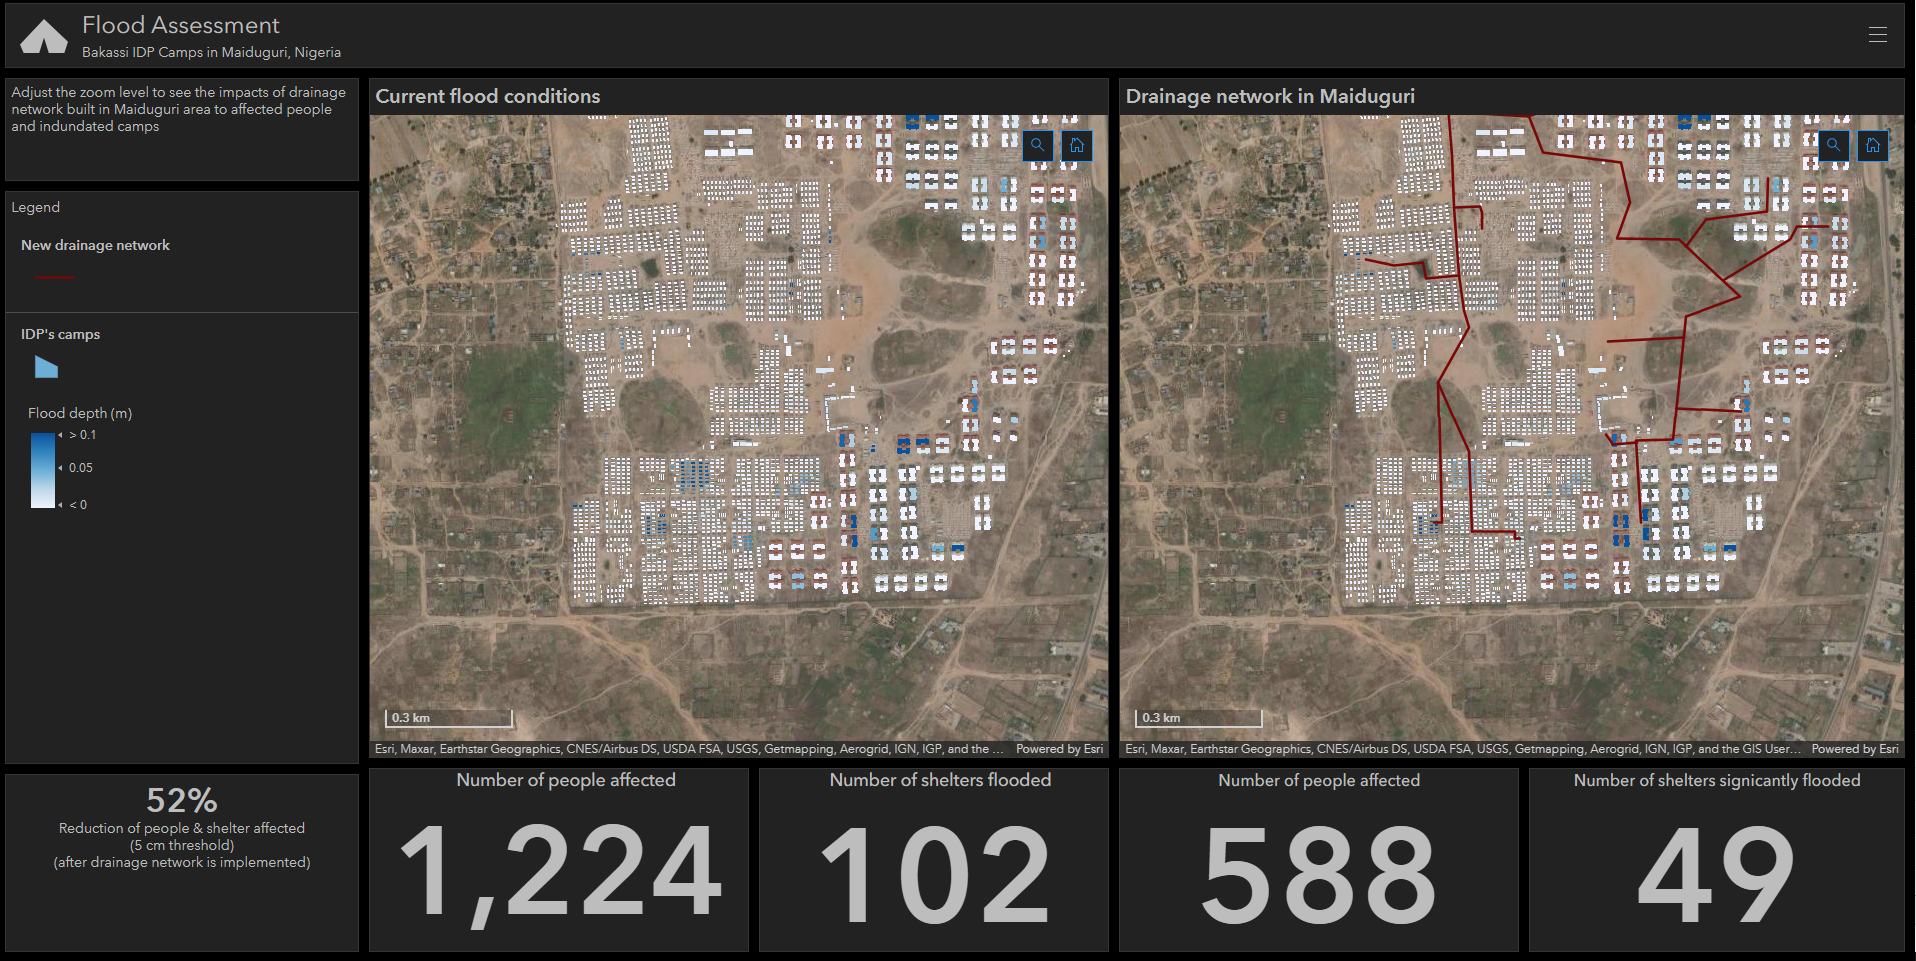 Flood Assessment
Bakassi IDP Camps in Maiduguri, Nigeria
Adjust the zoom level to see the impacts of drainage
network built in Maiduguri area to affected people
and indundated camps
Legend
New drainage network
IDP's camps
Flood depth (m)
> 0.1
0.05
< 0
52%
Reduction of people & shelter affected
(5 cm threshold)
(after drainage network is implemented)
Current flood conditions
0.3 km
Esri, Maxar, Earthstar Geographics, CNES/Airbus DS, USDA FSA, USGS, Getmapping, Aerogrid, IGN, IGP, and the ... Powered by Esri
Number of people affected
1,224
Number of shelters flooded
102
Drainage network in Maiduguri
0.3 km
Esri, Maxar, Earthstar Geographics, CNES/Airbus DS, USDA FSA, USGS, Getmapping, Aerogrid, IGN, IGP, and the GIS User... Powered by Esri
Number of people affected
588
Number of shelters signicantly flooded
49